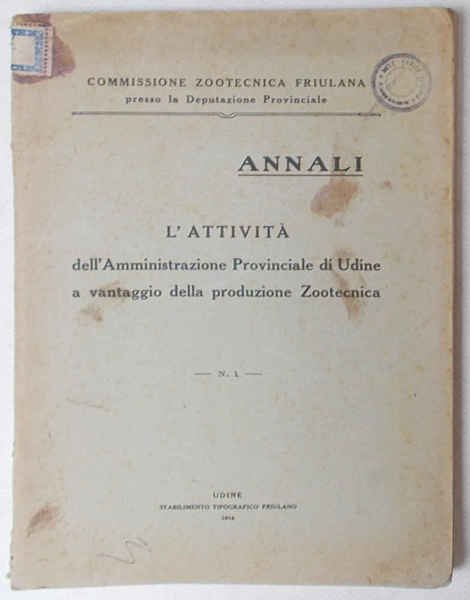 COMMISSIONE ZOOTECNICA FRIULANA
presso la Deputazione Provinciale
ANNALI
L'ATTIVITÀ
dell'Amministrazione Provinciale di Udine
a vantaggio della produzione Zootecnica
— N. 1 —
UDINE
STABILIMENTO TIPOGRAFICO FRIULANO